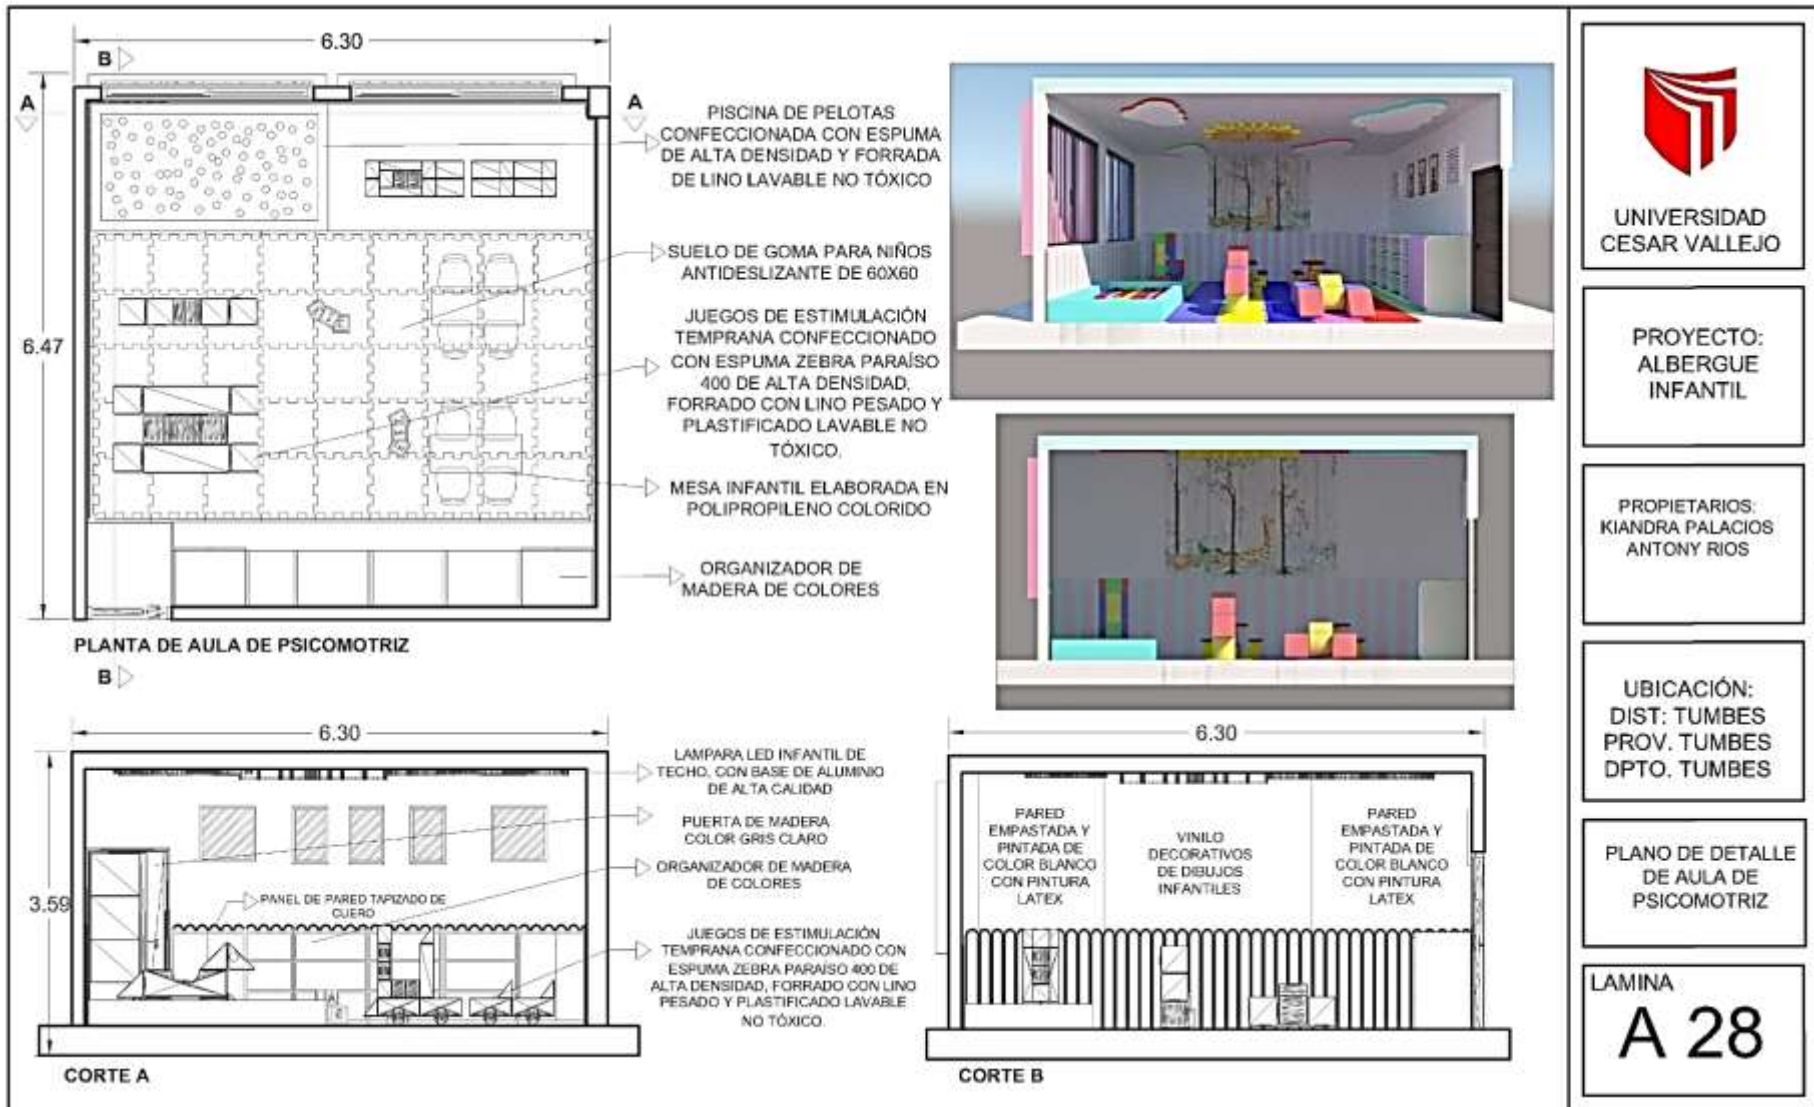 6.30
B
A
A
6.47
PISCINA DE PELOTAS
CONFECCIONADA CON ESPUMA
DE ALTA DENSIDAD Y FORRADA
DE LINO LAVABLE NO TÓXICO
SUELO DE GOMA PARA NIÑOS
ANTIDESLIZANTE DE 60X60
JUEGOS DE ESTIMULACIÓN
TEMPRANA CONFECCIONADO
CON ESPUMA ZEBRA PARAÍSO
400 DE ALTA DENSIDAD,
FORRADO CON LINO PESADO Y
PLASTIFICADO LAVABLE NO
TÓXICO.
MESA INFANTIL ELABORADA EN
POLIPROPILENO COLORIDO
ORGANIZADOR DE
MADERA DE COLORES
PLANTA DE AULA DE PSICOMOTRIZ
B
6.30
3.59
LAMPARA LED INFANTIL DE
TECHO, CON BASE DE ALUMINIO
DE ALTA CALIDAD
PUERTA DE MADERA
COLOR GRIS CLARO
ORGANIZADOR DE MADERA
DE COLORES
PANEL DE PARED TAPIZADO DE
CUERO
JUEGOS DE ESTIMULACIÓN
TEMPRANA CONFECCIONADO CON
ESPUMA ZEBRA PARAÍSO 400 DE
ALTA DENSIDAD, FORRADO CON LINO
PESADO Y PLASTIFICADO LAVABLE
NO TÓXICO.
CORTE A
6.30
PARED
EMPASTADA Y
PINTADA DE
COLOR BLANCO
CON PINTURA
LATEX
VINILO
DECORATIVOS
DE DIBUJOS
INFANTILES
PARED
EMPASTADA Y
PINTADA DE
COLOR BLANCO
CON PINTURA
LATEX
CORTE B
UNIVERSIDAD
CESAR VALLEJO
PROYECTO:
ALBERGUE
INFANTIL
PROPIETARIOS:
KIANDRA PALACIOS
ANTONY RIOS
UBICACIÓN:
DIST: TUMBES
PROV. TUMBES
DPTO. TUMBES
PLANO DE DETALLE
DE AULA DE
PSICOMOTRIZ
LAMINA
A 28